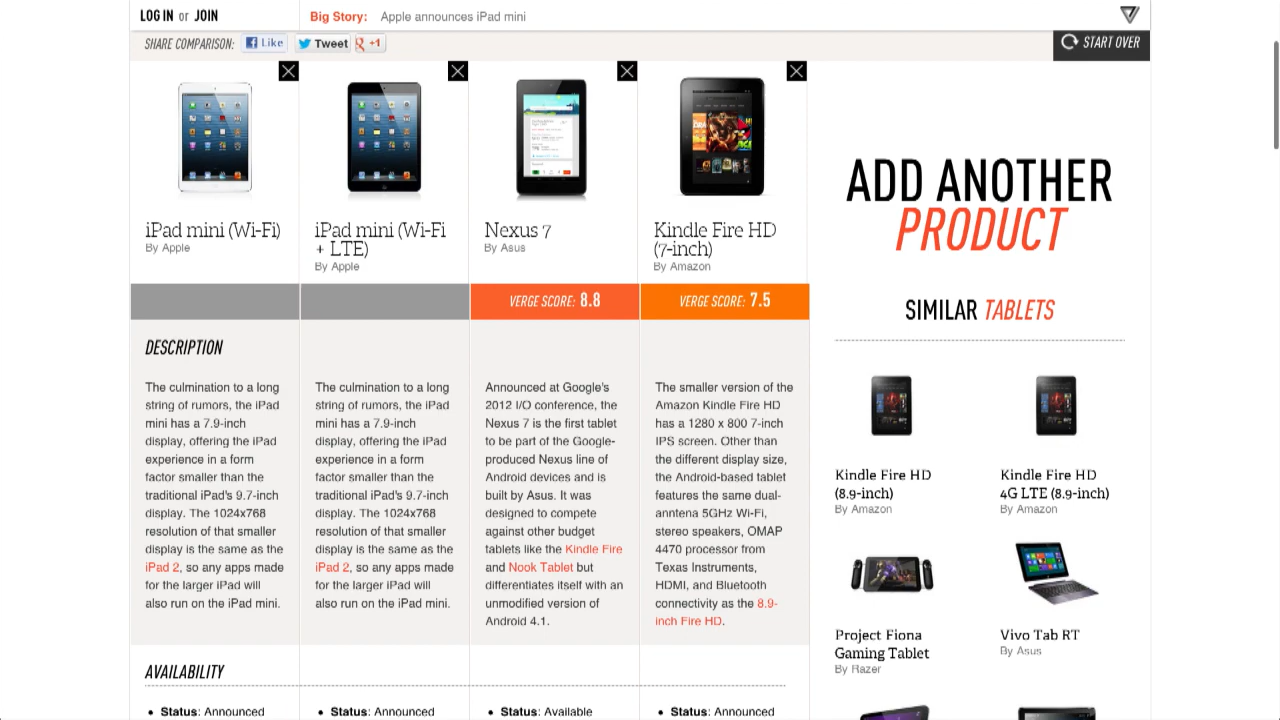 LOG IN or JOIN
Big Story: Apple announces iPad mini
SHARE COMPARISON: Like Tweet +1
START OVER
iPad mini (Wi-Fi)
By Apple
iPad mini (Wi-Fi
+ LTE)
By Apple
Nexus 7
By Asus
Kindle Fire HD
(7-inch)
By Amazon
VERGE SCORE: 8.8
VERGE SCORE: 7.5
DESCRIPTION
The culmination to a long
string of rumors, the iPad
mini has a 7.9-inch
display, offering the iPad
experience in a form
factor smaller than the
traditional iPad's 9.7-inch
display. The 1024x768
resolution of that smaller
display is the same as the
iPad 2, so any apps made
for the larger iPad will
also run on the iPad mini.
The culmination to a long
string of rumors, the iPad
mini has a 7.9-inch
display, offering the iPad
experience in a form
factor smaller than the
traditional iPad's 9.7-inch
display. The 1024x768
resolution of that smaller
display is the same as the
iPad 2, so any apps made
for the larger iPad will
also run on the iPad mini.
Announced at Google's
2012 I/O conference, the
Nexus 7 is the first tablet
to be part of the Google-
produced Nexus line of
Android devices and is
built by Asus. It was
designed to compete
against other budget
tablets like the Kindle Fire
and Nook Tablet but
differentiates itself with an
unmodified version of
Android 4.1.
The smaller version of the
Amazon Kindle Fire HD
has a 1280 x 800 7-inch
IPS screen. Other than
the different display size,
the Android-based tablet
features the same dual-
anntena 5GHz Wi-Fi,
stereo speakers, OMAP
4470 processor from
Texas Instruments,
HDMI, and Bluetooth
connectivity as the 8.9-
inch Fire HD.
AVAILABILITY
• Status: Announced
• Status: Announced
• Status: Available
• Status: Announced
ADD ANOTHER
PRODUCT
SIMILAR TABLETS
Kindle Fire HD
(8.9-inch)
By Amazon
Kindle Fire HD
4G LTE (8.9-inch)
By Amazon
Project Fiona
Gaming Tablet
By Razer
Vivo Tab RT
By Asus